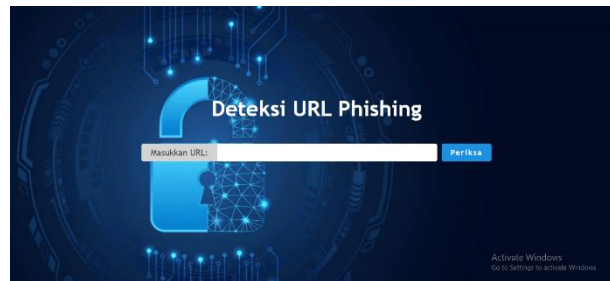 Deteksi URL Phishing
Masukkan URL:
Periksa
Activate Windows
Go to Settings to activate Windows.